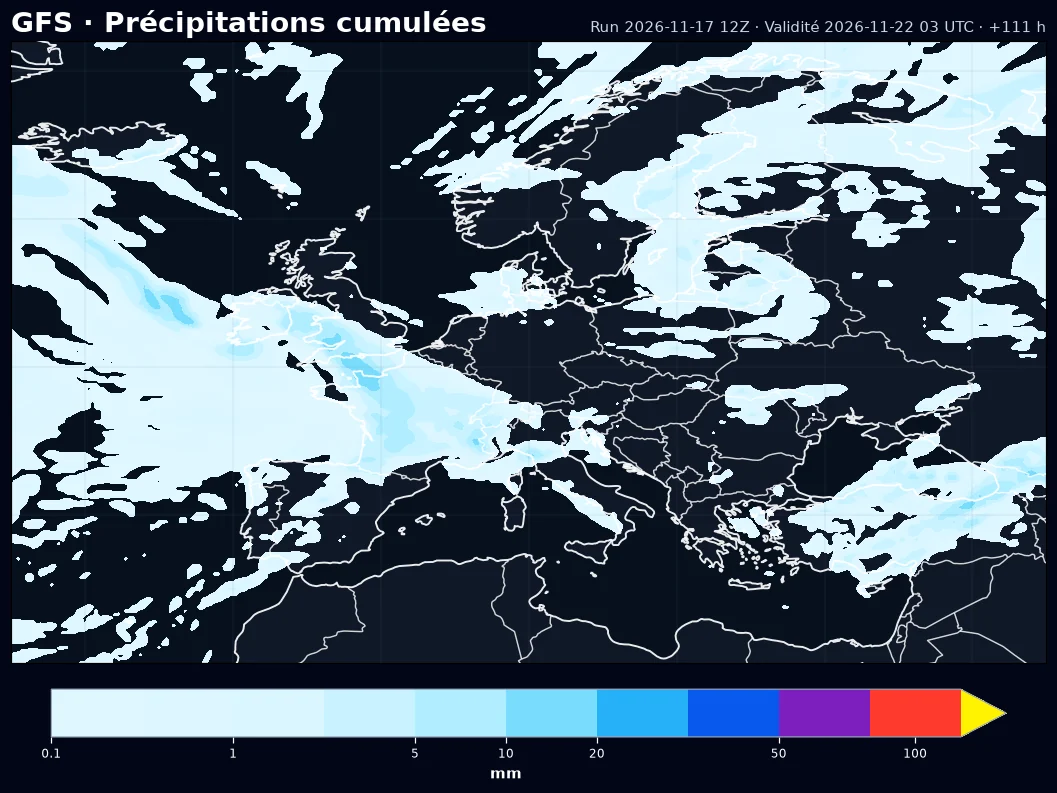 GFS · Précipitations cumulées
Run 2026-11-17 12Z · Validité 2026-11-22 03 UTC · +111 h
0.1 1 5 10 20 50 100
mm